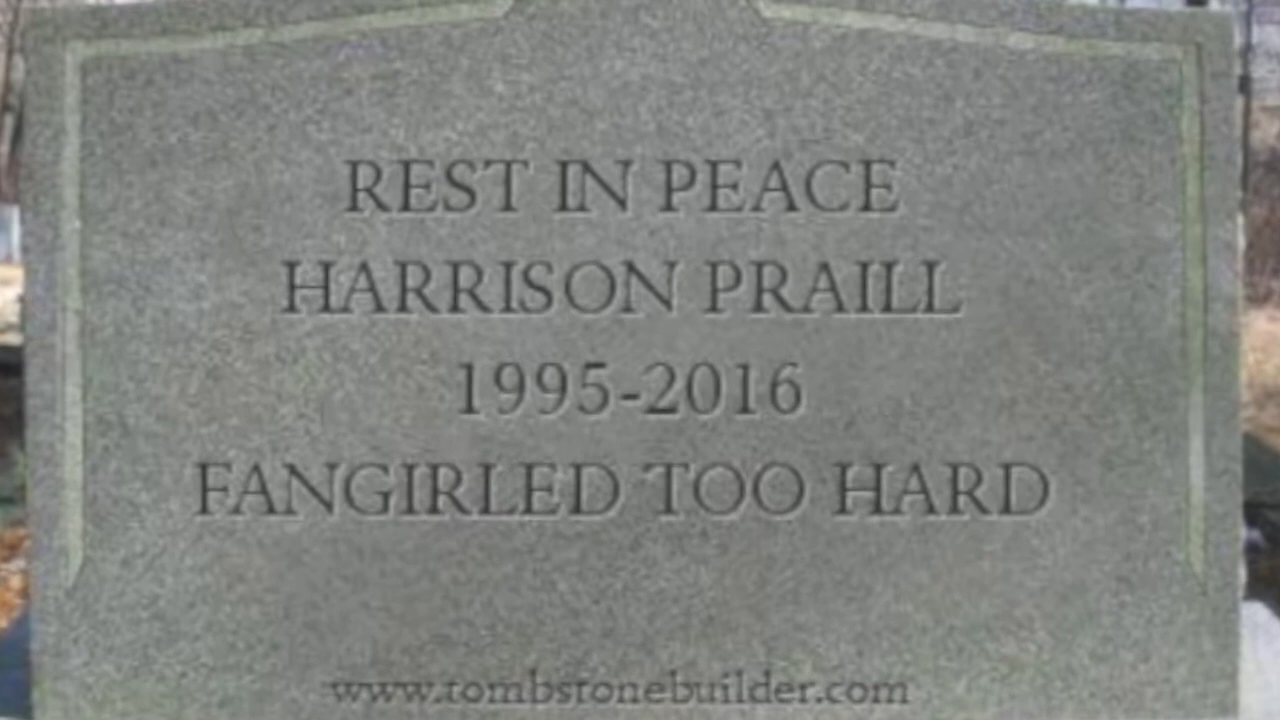 REST IN PEACE
HARRISON PRAILL
1995-2016
FANGIRLED TOO HARD
www.tombstonebuilder.com